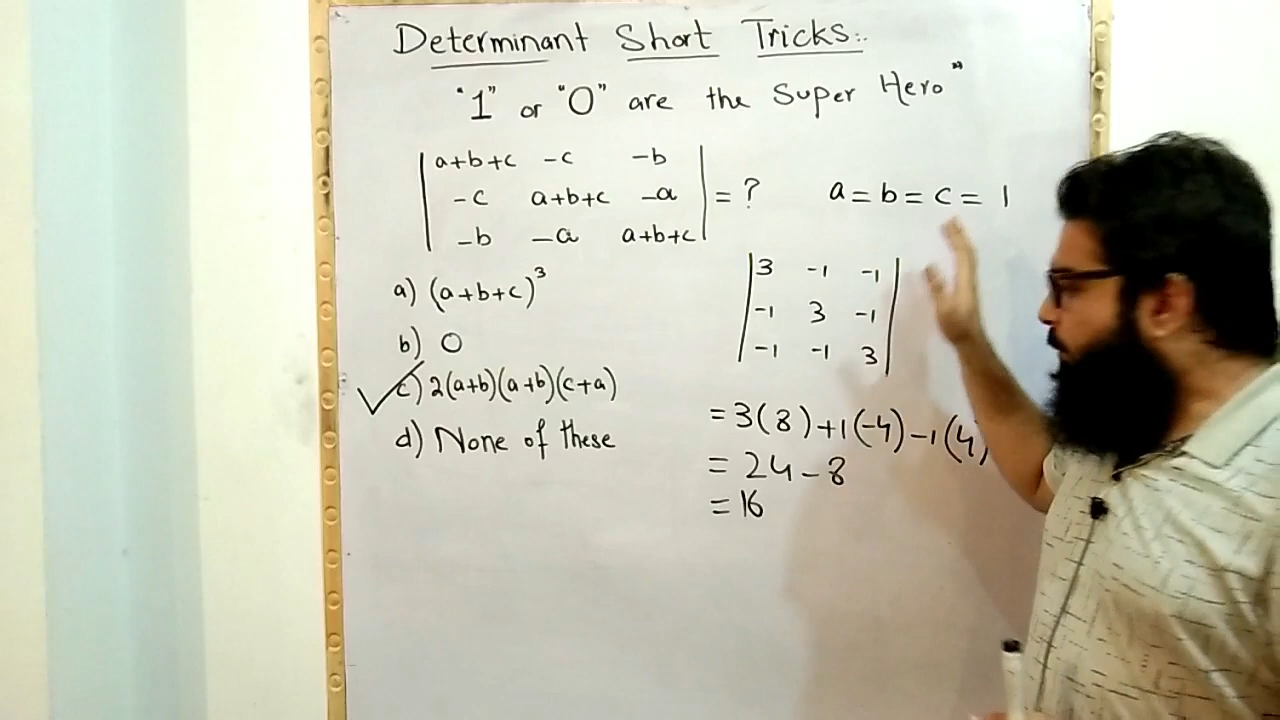 Determinant Short Tricks:.
"1" or "0" are the Super Hero"
| a+b+c -c -b |
| -c a+b+c -a | = ? a = b = c = 1
| -b -a a+b+c |
a) (a+b+c)³
b) 0
c) 2(a+b)(a+b)(c+a)
d) None of these
| 3 -1 -1 |
| -1 3 -1 |
| -1 -1 3 |
= 3(8)+1(-4)-1(4)
= 24-8
= 16